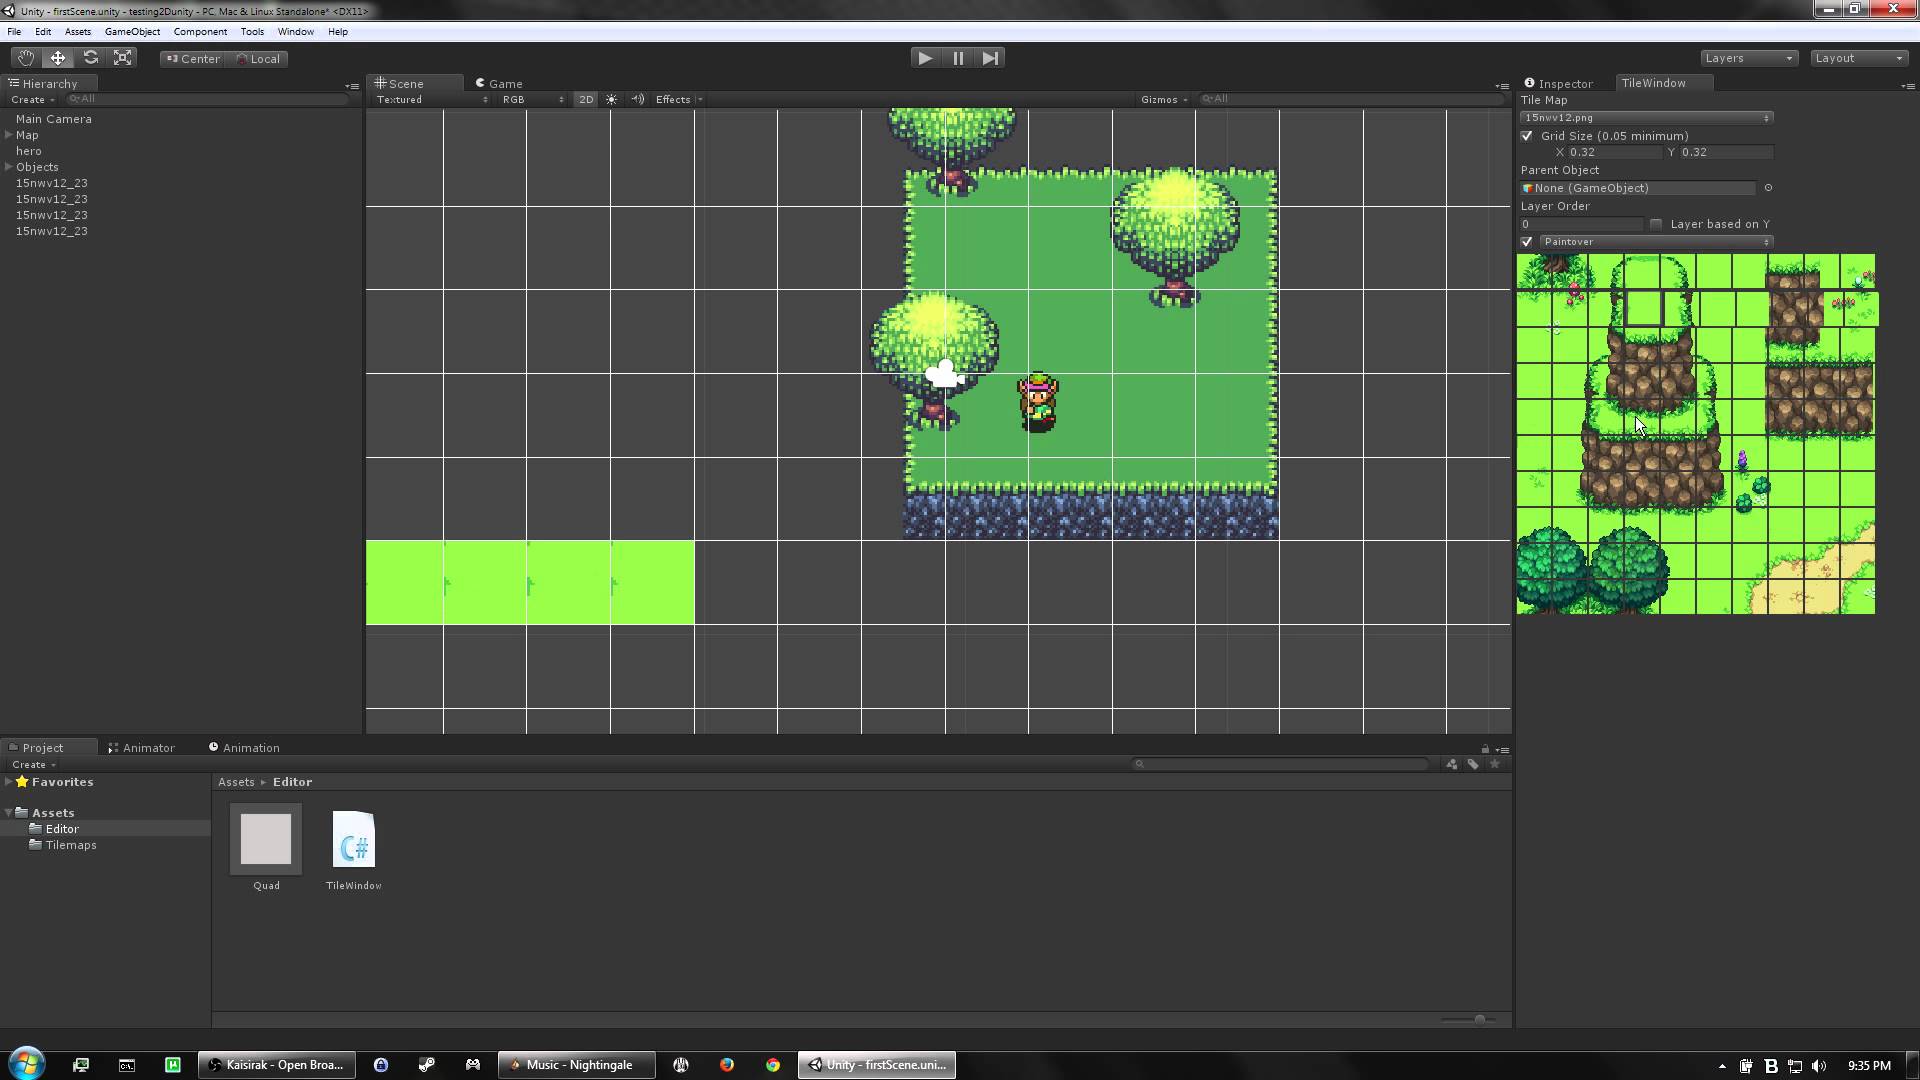 Unity - firstScene.unity - testing2Dunity - PC, Mac & Linux Standalone* <DX11>
File Edit Assets GameObject Component Tools Window Help
Center Local Layers Layout
Hierarchy
Create All
Main Camera
Map
hero
Objects
15nwv12_23
15nwv12_23
15nwv12_23
15nwv12_23
Scene Game
Textured RGB 2D Effects Gizmos All
Inspector TileWindow
Tile Map
15nwv12.png
Grid Size (0.05 minimum)
X 0.32 Y 0.32
Parent Object
None (GameObject)
Layer Order
0 Layer based on Y
Paintover
Project Animator Animation
Create
Favorites
Assets
Editor
Tilemaps
Assets Editor
C#
Quad TileWindow
Kaisirak - Open Broa... Music - Nightingale Unity - firstScene.uni... 9:35 PM